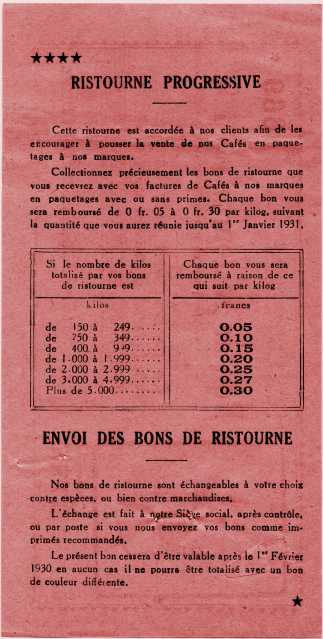 ★★★★
RISTOURNE PROGRESSIVE
Cette ristourne est accordée à nos clients afin de les
encourager à pousser la vente de nos Cafés en paque-
tages à nos marques.
Collectionnez précieusement les bons de ristourne que
vous recevrez avec vos factures de Cafés à nos marques
en paquetages avec ou sans primes. Chaque bon vous
sera remboursé de 0 fr. 05 à 0 fr. 30 par kilog, suivant
la quantité que vous aurez réunie jusqu'au 1er Janvier 1931.
Si le nombre de kilos
totalisé par vos bons
de ristourne est
Chaque bon vous sera
remboursé à raison de ce
qui suit par kilog
kilos
francs
de 150 à 249...... 0.05
de 250 à 349...... 0.10
de 400 à 999...... 0.15
de 1.000 à 1.999...... 0.20
de 2.000 à 2.999...... 0.25
de 3.000 à 4.999...... 0.27
Plus de 5.000........ 0.30
ENVOI DES BONS DE RISTOURNE
Nos bons de ristourne sont échangeables à votre choix
contre espèces, ou bien contre marchandises.
L'échange est fait à notre Siège social, après contrôle,
ou par poste si vous nous envoyez vos bons comme im-
primés recommandés.
Le présent bon cessera d'être valable après le 1er Février
1930 en aucun cas il ne pourra être totalisé avec un bon
de couleur différente.
★